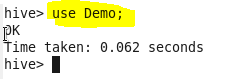 hive> use Demo;
OK
Time taken: 0.062 seconds
hive>